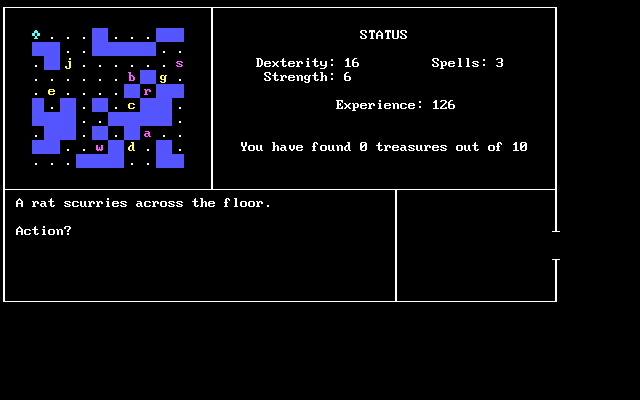 STATUS
Dexterity: 16 Spells: 3
Strength: 6
Experience: 126
You have found 0 treasures out of 10
♣ . . . . . . 
. .
. j . . . . . . s
. . . . . . b g .
. e . . . . r
. . c .
. . .
. . . a . .
. . w d . .
. . . . .
A rat scurries across the floor.
Action?